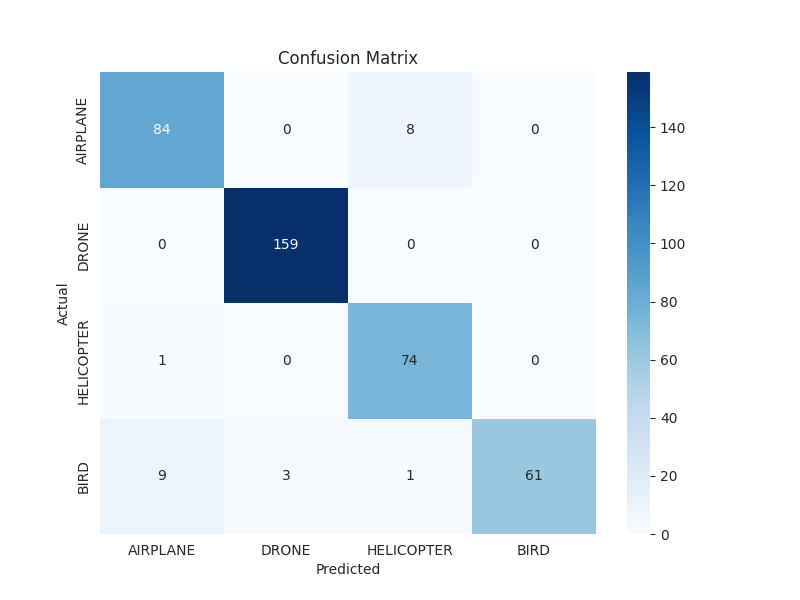 Confusion Matrix
AIRPLANE 84 0 8 0
DRONE 0 159 0 0
HELICOPTER 1 0 74 0
BIRD 9 3 1 61
AIRPLANE DRONE HELICOPTER BIRD
Predicted
Actual
140
120
100
80
60
40
20
0